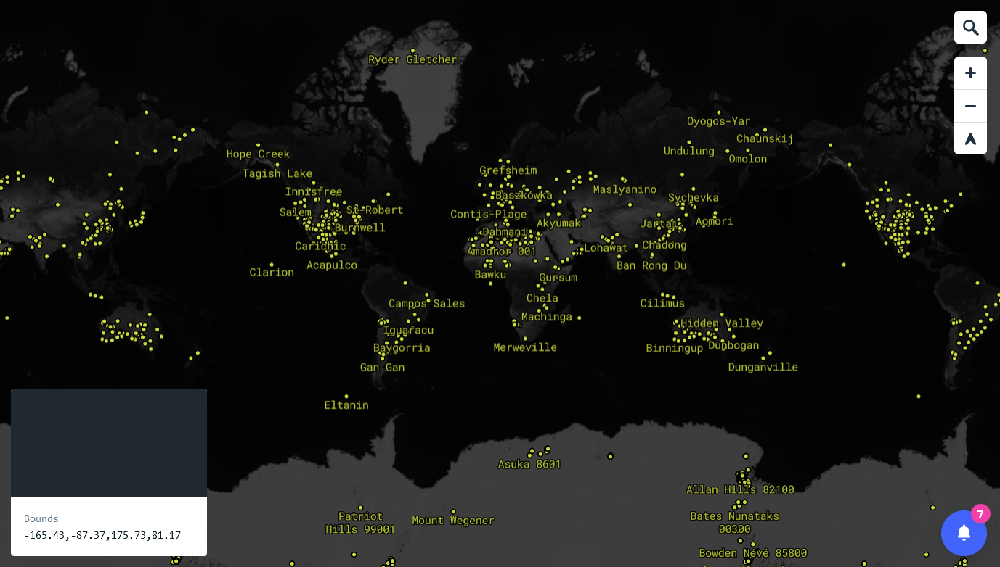 Ryder Gletcher
Oyogos-Yar
Chaunskij
Undulung
Omolon
Hope Creek
Tagish Lake
Grefsheim
Innisfree
Baszkówka
Maslyanino
Sychevka
Salem
St-Robert
Contis-Plage
Akyumak
Jartai
Aomori
Burnwell
Dahmani
Carichic
Amadror 001
Lohawat
Chadong
Acapulco
Clarion
Bawku
Gursum
Ban Rong Du
Campos Sales
Chela
Cilimus
Machinga
Hidden Valley
Iguaracu
Baygorria
Merweville
Binningup
Dunbogan
Gan Gan
Dunganville
Eltanin
Asuka 8601
Allan Hills 82100
Patriot
Hills 99001
Mount Wegener
Bates Nunataks
00300
Bowden Névé 85800
7
Bounds
-165.43,-87.37,175.73,81.17